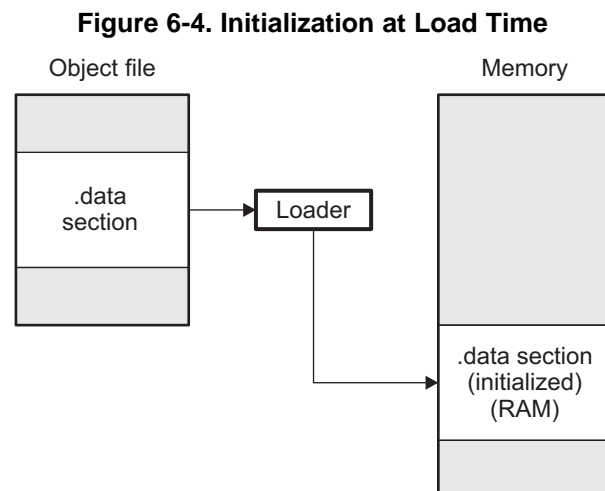 Figure 6-4. Initialization at Load Time
Object file
Memory
.data
section
Loader
.data section
(initialized)
(RAM)